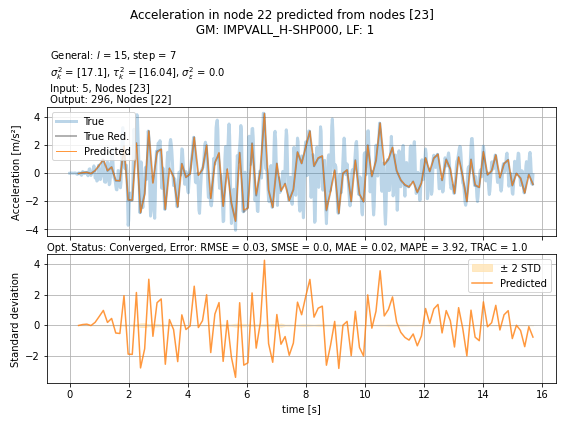 Acceleration in node 22 predicted from nodes [23]
GM: IMPVALL_H-SHP000, LF: 1
General: l = 15, step = 7
σ²ₖ = [17.1], τ²ₖ = [16.04], σ²ₑ = 0.0
Input: 5, Nodes [23]
Output: 296, Nodes [22]
Acceleration [m/s²]
4
2
0
−2
−4
True
True Red.
Predicted
Opt. Status: Converged, Error: RMSE = 0.03, SMSE = 0.0, MAE = 0.02, MAPE = 3.92, TRAC = 1.0
Standard deviation
4
2
0
−2
± 2 STD
Predicted
0 2 4 6 8 10 12 14 16
time [s]